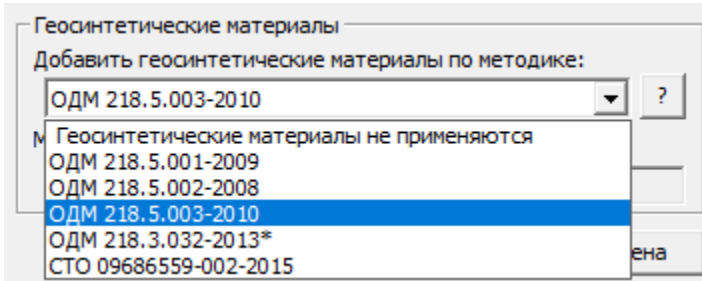 Геосинтетические материалы
Добавить геосинтетические материалы по методике:
ОДМ 218.5.003-2010
?
Геосинтетические материалы не применяются
ОДМ 218.5.001-2009
ОДМ 218.5.002-2008
ОДМ 218.5.003-2010
ОДМ 218.3.032-2013*
СТО 09686559-002-2015